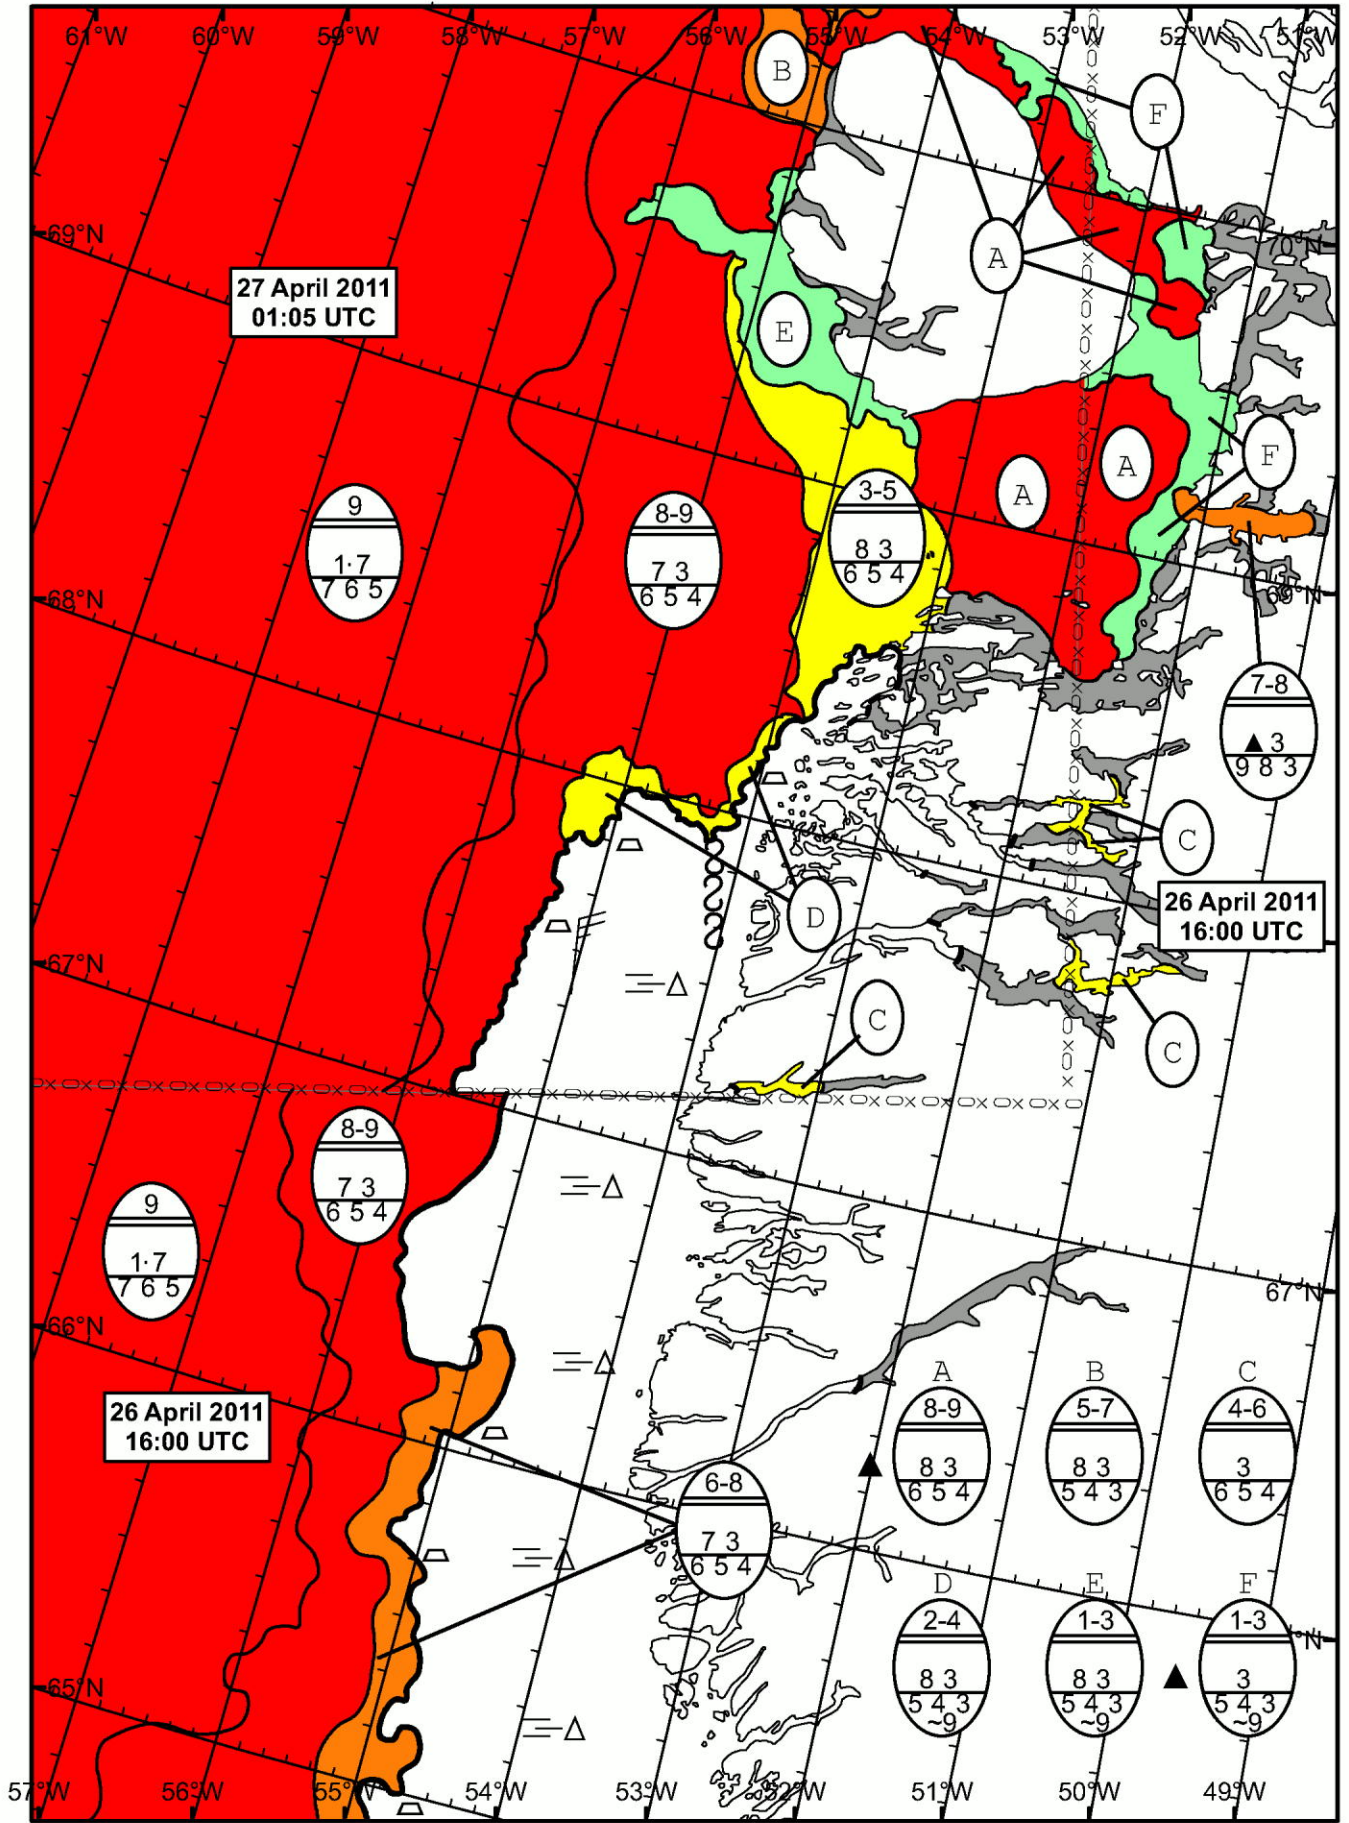 61°W 60°W 59°W 58°W 57°W 56°W 55°W 54°W 53°W 52°W 51°W
B
F
69°N
70°N
A
27 April 2011
01:05 UTC
E
F
A
A
3-5
8 3
6 5 4
9
1·7
7 6 5
8-9
7 3
6 5 4
68°N
69°N
7-8
▲ 3
9 8 3
C
D
26 April 2011
16:00 UTC
67°N
C
C
8-9
7 3
6 5 4
9
1·7
7 6 5
66°N
67°N
26 April 2011
16:00 UTC
A B C
8-9 5-7 4-6
8 3 8 3 3
6 5 4 5 4 3 6 5 4
6-8
7 3
6 5 4
D E F
2-4 1-3 1-3
8 3 8 3 3
5 4 3 5 4 3 5 4 3
~9 ~9 ~9
°N
65°N
57°W 56°W 55°W 54°W 53°W 52°W 51°W 50°W 49°W